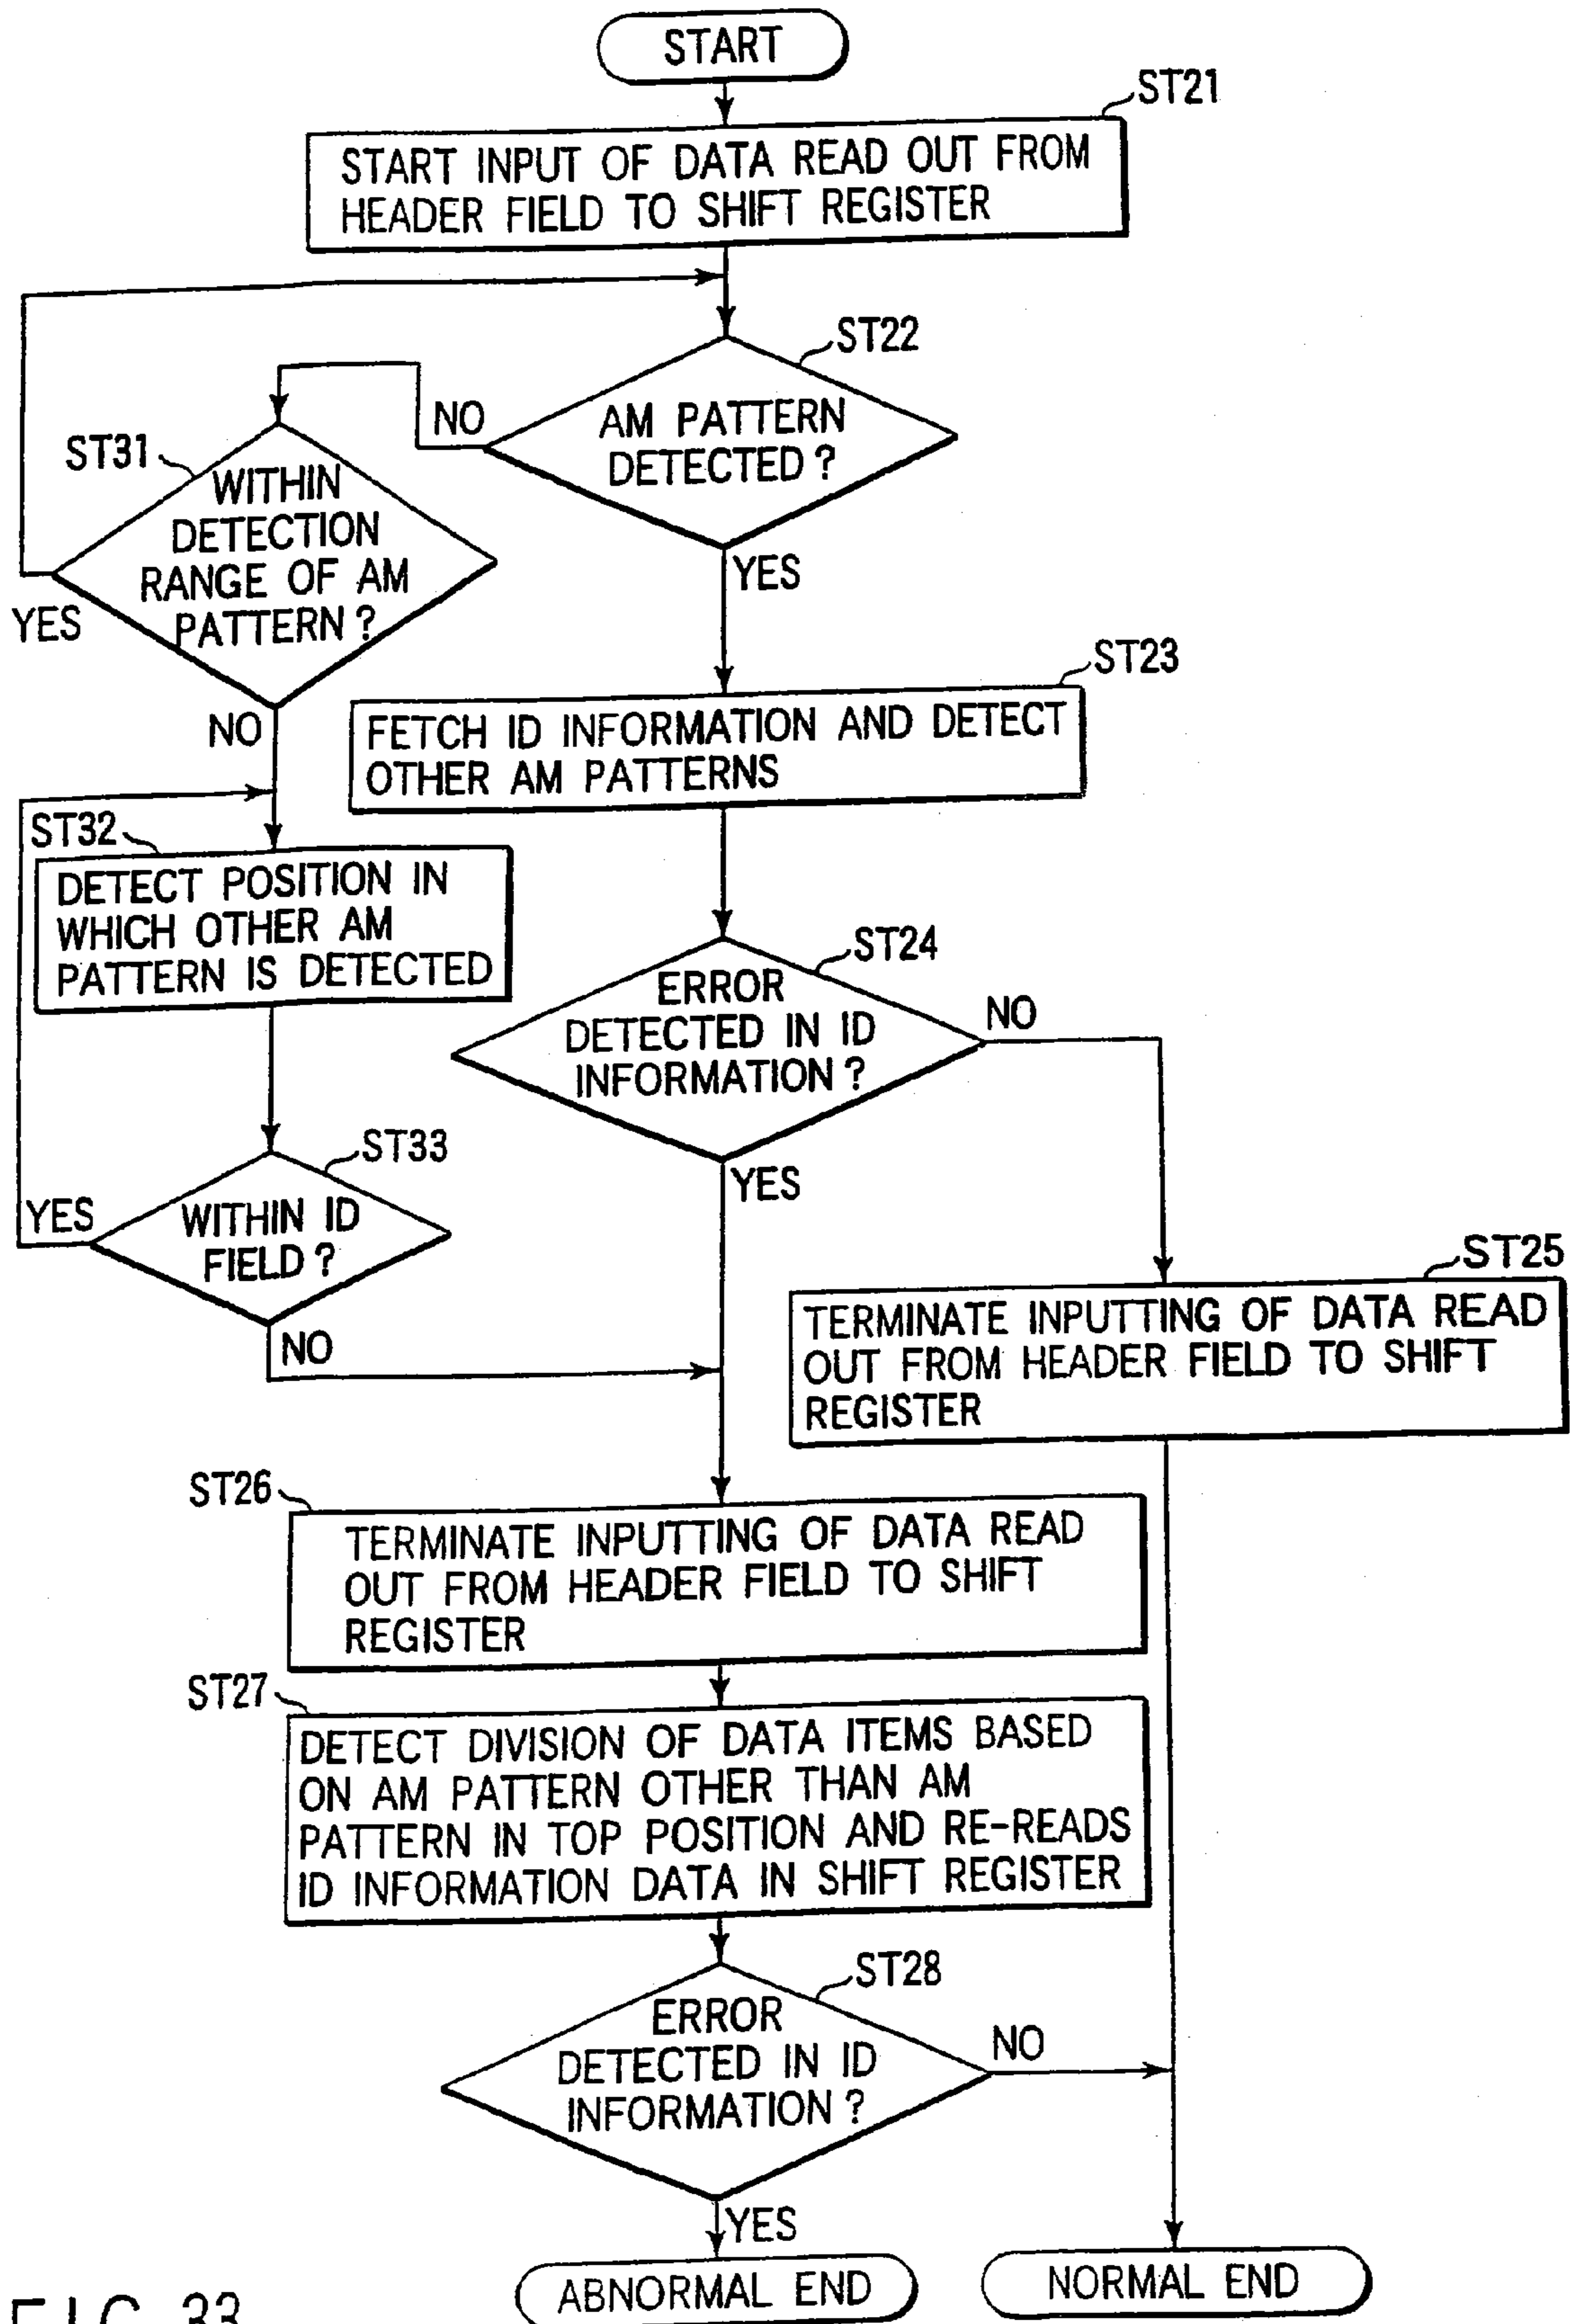 START
ST21
START INPUT OF DATA READ OUT FROM
HEADER FIELD TO SHIFT REGISTER
ST22
AM PATTERN
DETECTED?
NO
YES
ST31
WITHIN
DETECTION
RANGE OF AM
PATTERN?
YES
NO
ST23
FETCH ID INFORMATION AND DETECT
OTHER AM PATTERNS
ST32
DETECT POSITION IN
WHICH OTHER AM
PATTERN IS DETECTED
ST24
ERROR
DETECTED IN ID
INFORMATION?
NO
YES
ST33
WITHIN ID
FIELD?
YES
NO
ST25
TERMINATE INPUTTING OF DATA READ
OUT FROM HEADER FIELD TO SHIFT
REGISTER
ST26
TERMINATE INPUTTING OF DATA READ
OUT FROM HEADER FIELD TO SHIFT
REGISTER
ST27
DETECT DIVISION OF DATA ITEMS BASED
ON AM PATTERN OTHER THAN AM
PATTERN IN TOP POSITION AND RE-READS
ID INFORMATION DATA IN SHIFT REGISTER
ST28
ERROR
DETECTED IN ID
INFORMATION?
NO
YES
ABNORMAL END
NORMAL END
FIG. 33